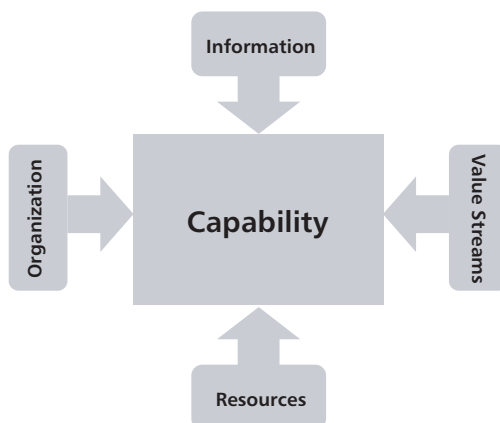 Information
Organization
Capability
Value Streams
Resources